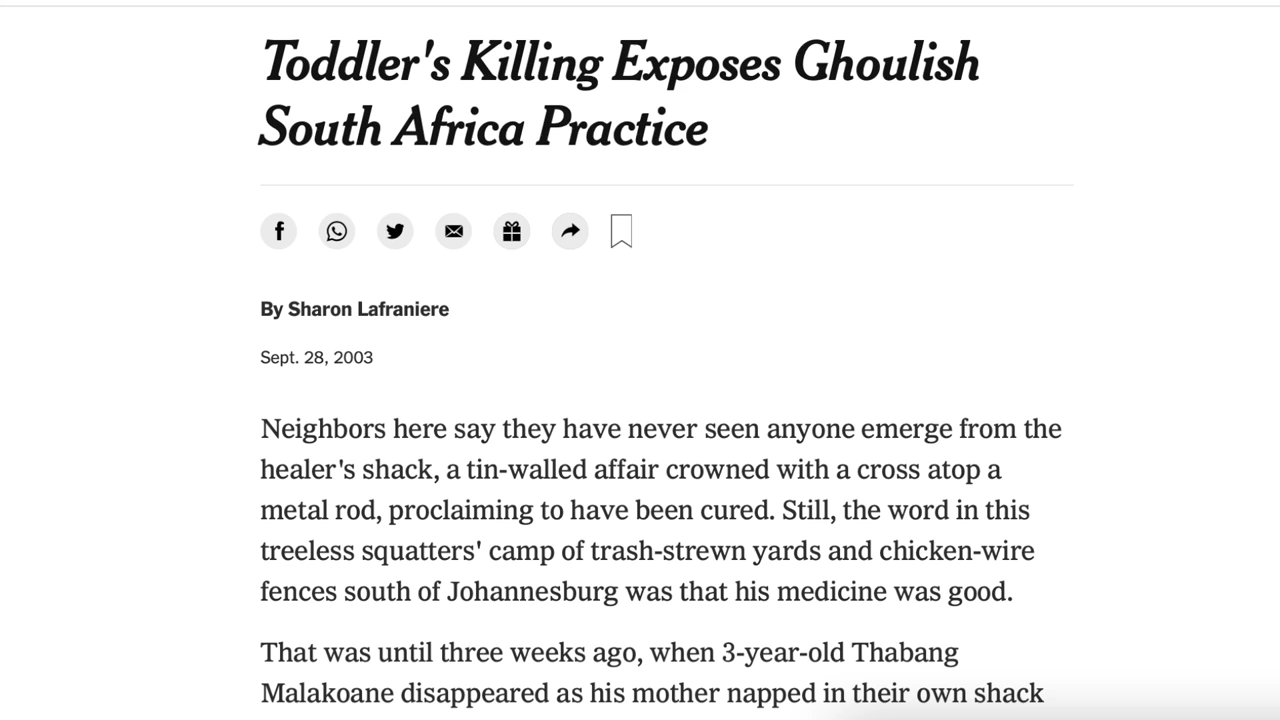 Toddler's Killing Exposes Ghoulish
South Africa Practice
By Sharon Lafraniere
Sept. 28, 2003
Neighbors here say they have never seen anyone emerge from the
healer's shack, a tin-walled affair crowned with a cross atop a
metal rod, proclaiming to have been cured. Still, the word in this
treeless squatters' camp of trash-strewn yards and chicken-wire
fences south of Johannesburg was that his medicine was good.
That was until three weeks ago, when 3-year-old Thabang
Malakoane disappeared as his mother napped in their own shack